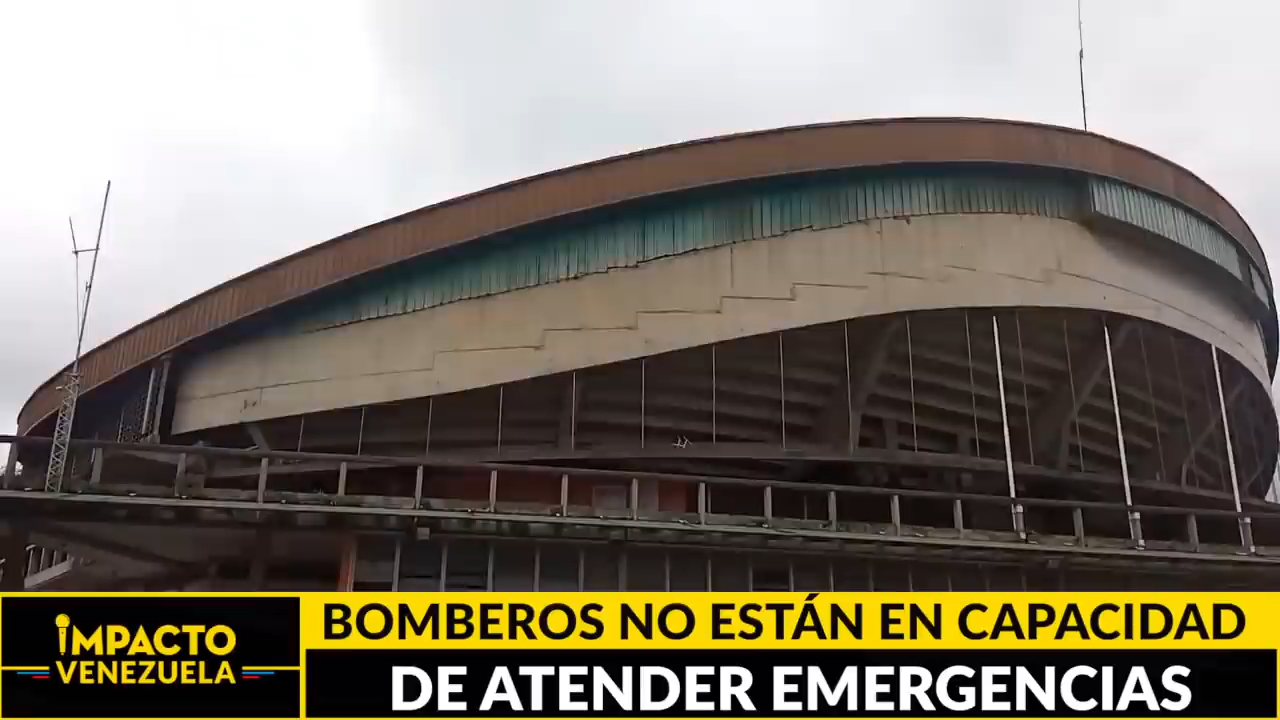 BOMBEROS NO ESTÁN EN CAPACIDAD
DE ATENDER EMERGENCIAS
IMPACTO
VENEZUELA